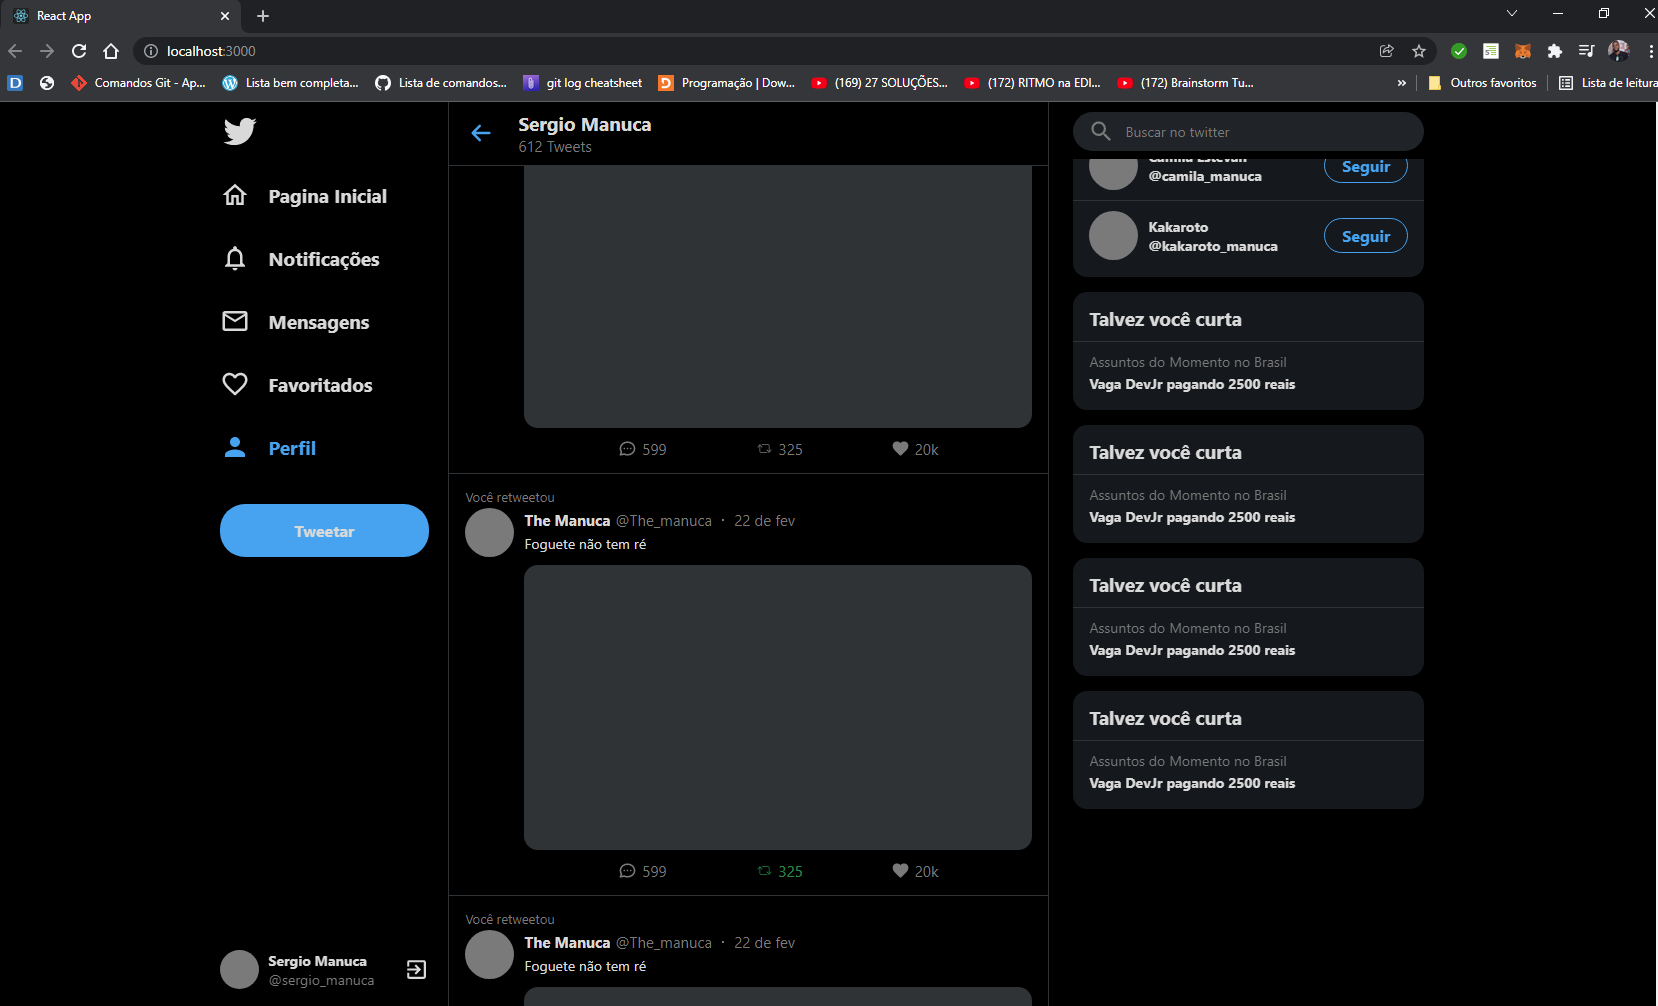 React App
localhost:3000
Comandos Git - Ap...
Lista bem completa...
Lista de comandos...
git log cheatsheet
Programação | Dow...
(169) 27 SOLUÇÕES...
(172) RITMO na EDI...
(172) Brainstorm Tu...
»
Outros favoritos
Lista de leitura
Pagina Inicial
Notificações
Mensagens
Favoritados
Perfil
Tweetar
Sergio Manuca
@sergio_manuca
Sergio Manuca
612 Tweets
599 325 20k
Você retweetou
The Manuca @The_manuca · 22 de fev
Foguete não tem ré
599 325 20k
Você retweetou
The Manuca @The_manuca · 22 de fev
Foguete não tem ré
Buscar no twitter
Camila Estevan
@camila_manuca
Seguir
Kakaroto
@kakaroto_manuca
Seguir
Talvez você curta
Assuntos do Momento no Brasil
Vaga DevJr pagando 2500 reais
Talvez você curta
Assuntos do Momento no Brasil
Vaga DevJr pagando 2500 reais
Talvez você curta
Assuntos do Momento no Brasil
Vaga DevJr pagando 2500 reais
Talvez você curta
Assuntos do Momento no Brasil
Vaga DevJr pagando 2500 reais